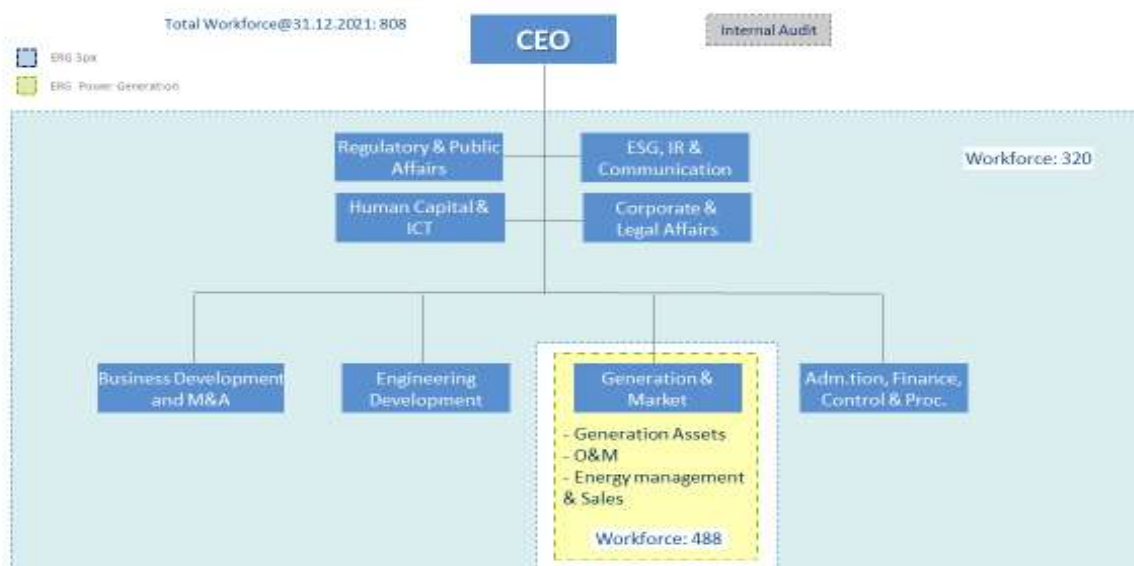 Total Workforce@31.12.2021: 808
CEO
Internal Audit
ERG Spa
ERG Power Generation
Regulatory & Public
Affairs
ESG, IR &
Communication
Workforce: 320
Human Capital &
ICT
Corporate &
Legal Affairs
Business Development
and M&A
Engineering
Development
Generation &
Market
Adm.tion, Finance,
Control & Proc.
- Generation Assets
- O&M
- Energy management
& Sales
Workforce: 488